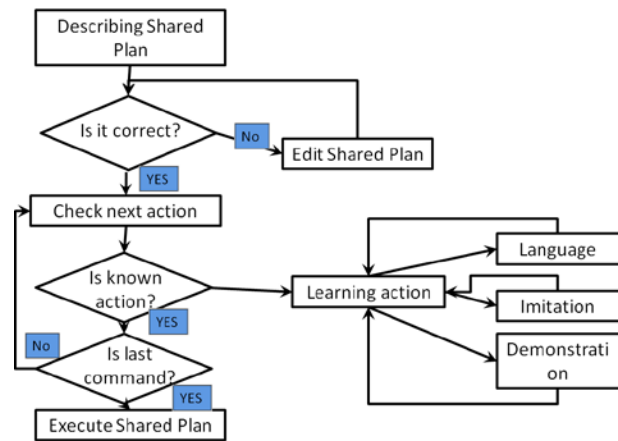 Describing Shared
Plan
Is it correct?
No
Edit Shared Plan
YES
Check next action
Is known
action?
YES
Learning action
Language
Imitation
Demonstrati
on
No
Is last
command?
YES
Execute Shared Plan